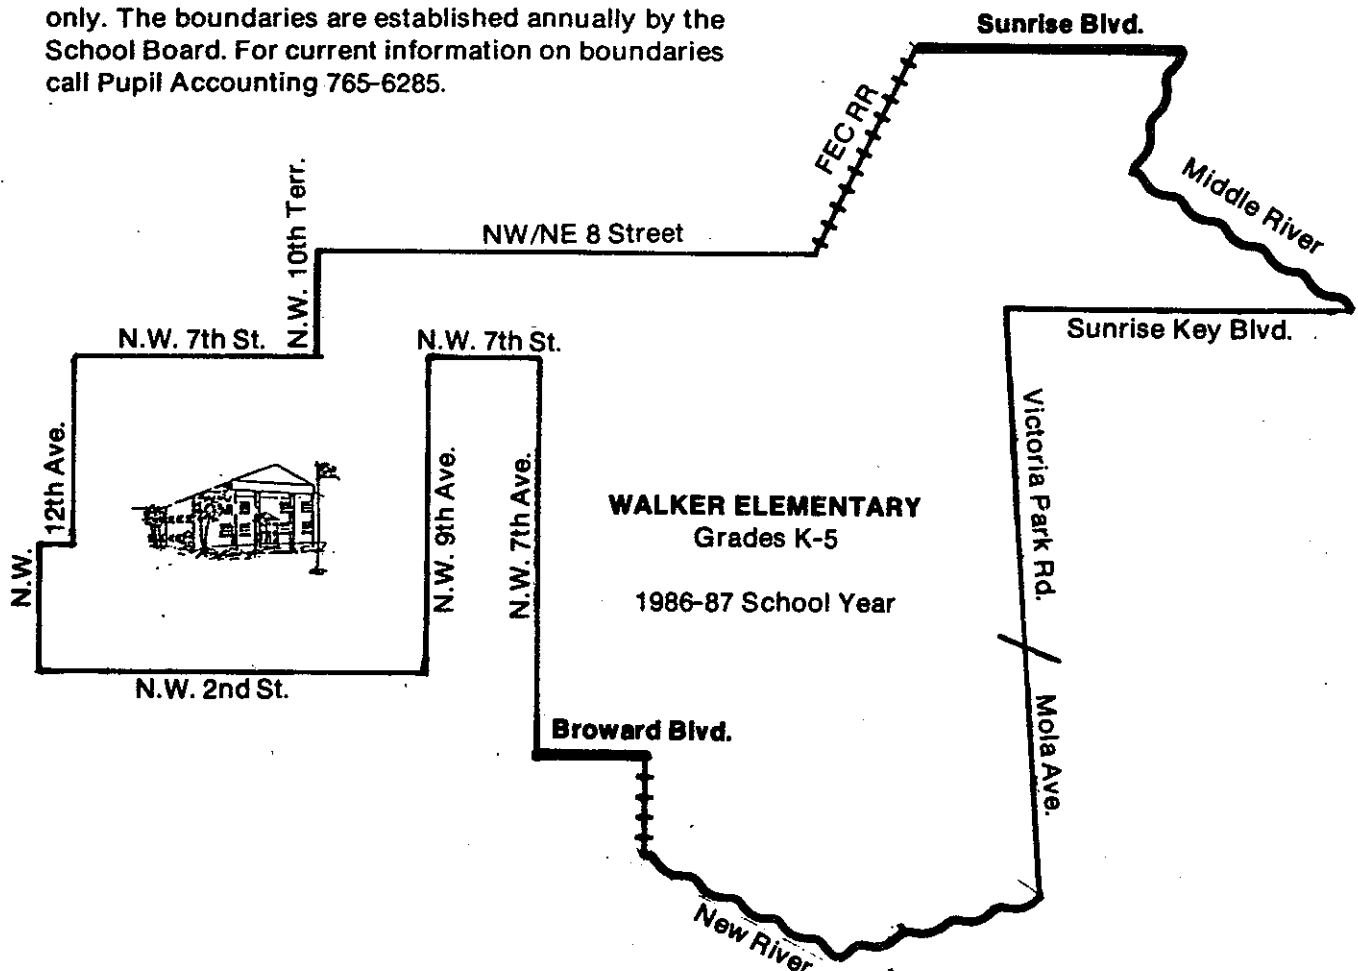 only. The boundaries are established annually by the
School Board. For current information on boundaries
call Pupil Accounting 765-6285.
Sunrise Blvd.
FEC RR
Middle River
N.W. 10th Terr.
NW/NE 8 Street
N.W. 7th St.
N.W. 7th St.
Sunrise Key Blvd.
N.W. 12th Ave.
N.W. 9th Ave.
N.W. 7th Ave.
Victoria Park Rd.
WALKER ELEMENTARY
Grades K-5
1986-87 School Year
N.W. 2nd St.
Mola Ave.
Broward Blvd.
New River